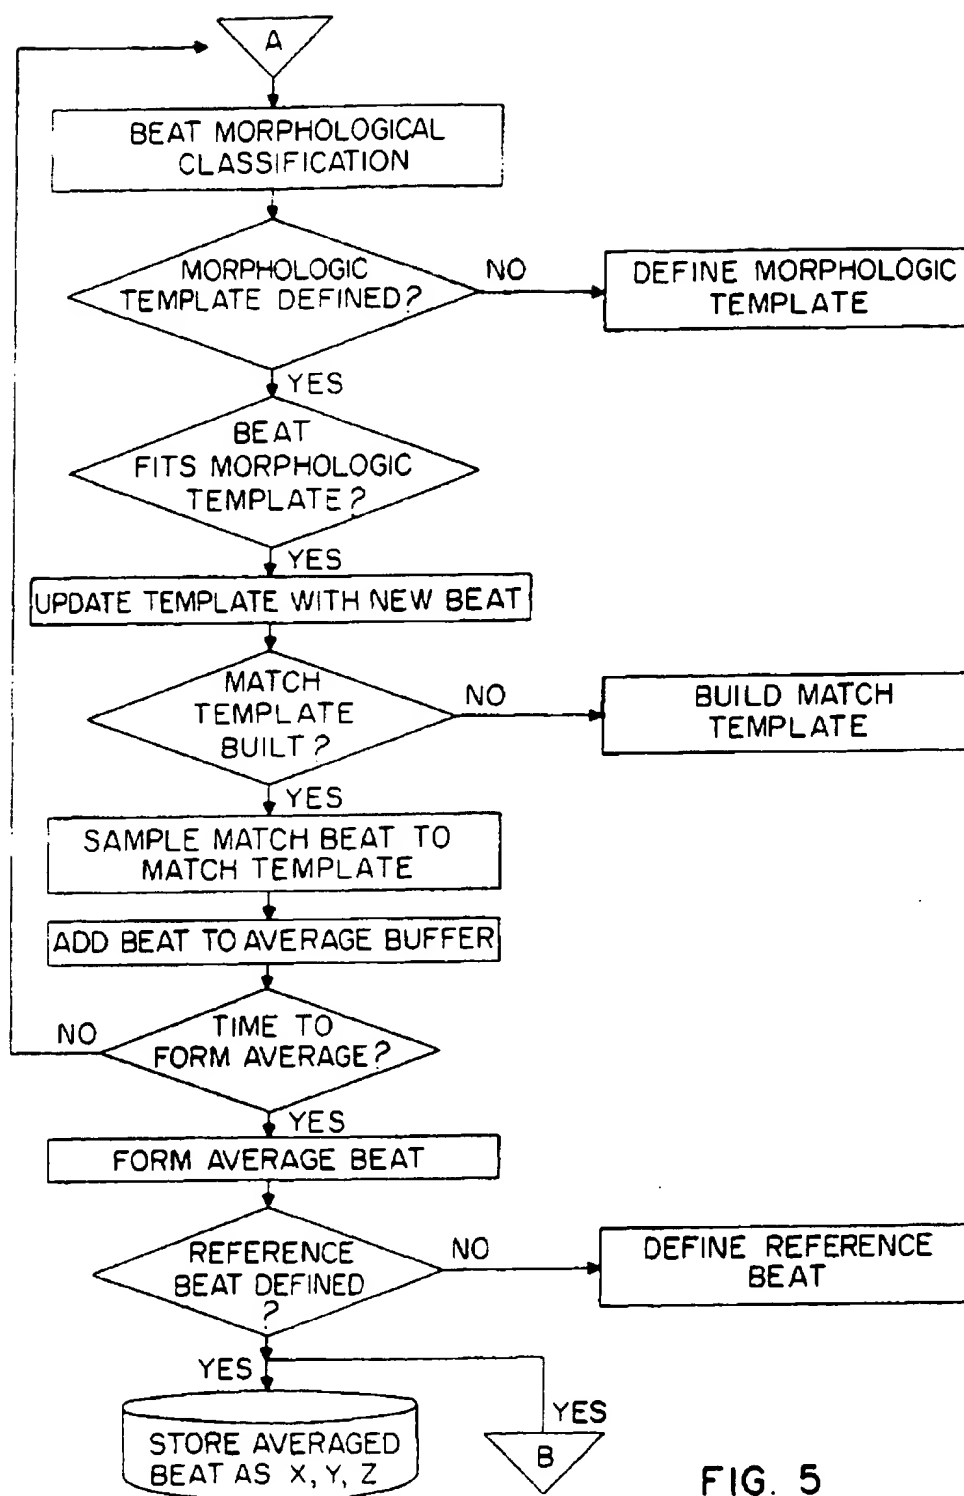 A
BEAT MORPHOLOGICAL
CLASSIFICATION
MORPHOLOGIC
TEMPLATE DEFINED?
NO
DEFINE MORPHOLOGIC
TEMPLATE
YES
BEAT
FITS MORPHOLOGIC
TEMPLATE?
YES
UPDATE TEMPLATE WITH NEW BEAT
MATCH
TEMPLATE
BUILT?
NO
BUILD MATCH
TEMPLATE
YES
SAMPLE MATCH BEAT TO
MATCH TEMPLATE
ADD BEAT TO AVERAGE BUFFER
NO
TIME TO
FORM AVERAGE?
YES
FORM AVERAGE BEAT
REFERENCE
BEAT DEFINED
?
NO
DEFINE REFERENCE
BEAT
YES
YES
STORE AVERAGED
BEAT AS X, Y, Z
B
FIG. 5